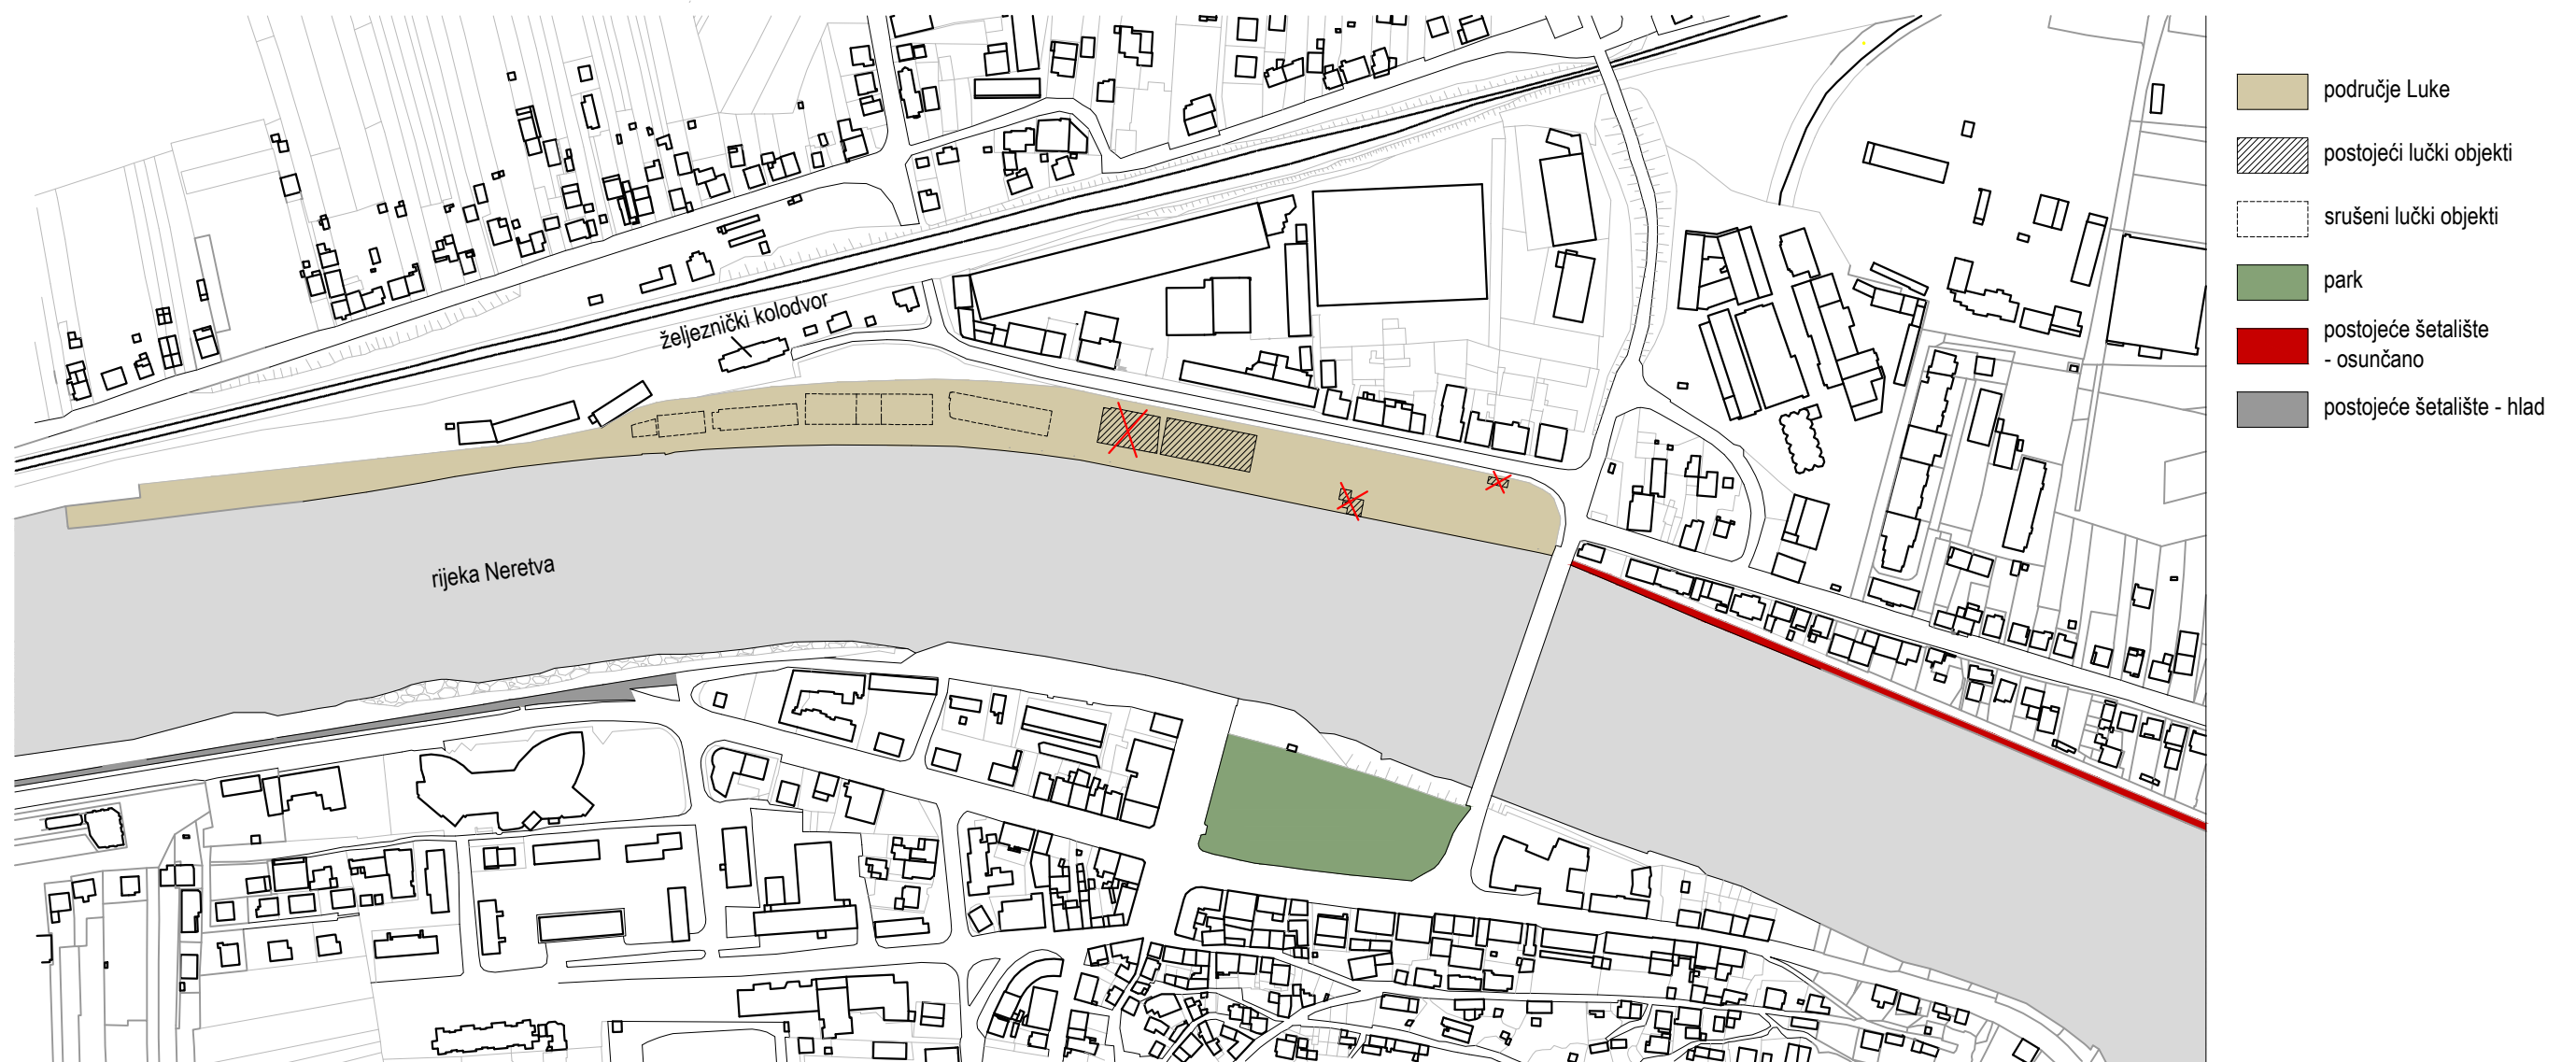 željeznički kolodvor
rijeka Neretva
područje Luke
postojeći lučki objekti
srušeni lučki objekti
park
postojeće šetalište
- osunčano
postojeće šetalište - hlad